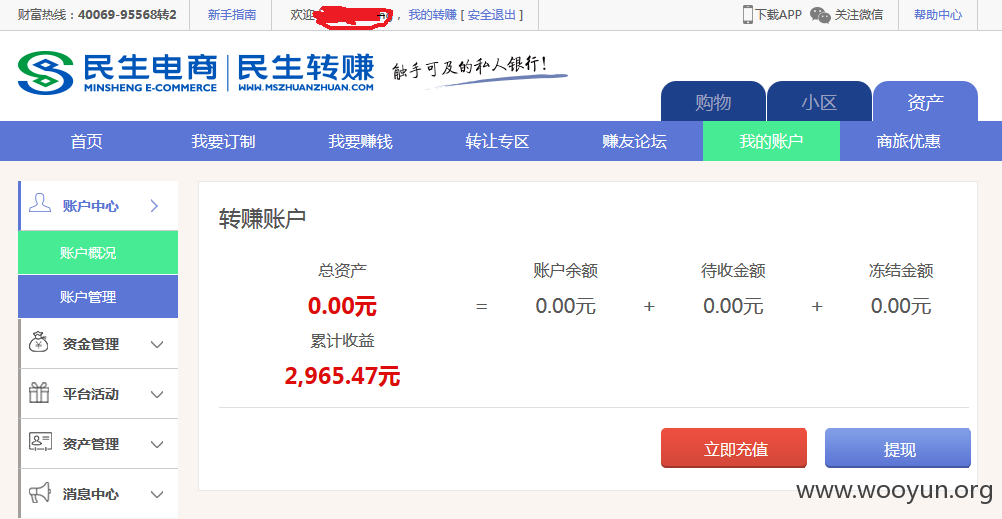 财富热线：40069-95568转2 新手指南 欢迎 ， 我的转赚 [ 安全退出 ] 下载APP 关注微信 帮助中心
民生电商 民生转赚 触手可及的私人银行！
MINSHENG E-COMMERCE WWW.MSZHUANZHUAN.COM
购物 小区 资产
首页 我要订制 我要赚钱 转让专区 赚友论坛 我的账户 商旅优惠
账户中心
账户概况
账户管理
资金管理
平台活动
资产管理
消息中心
转赚账户
总资产 账户余额 待收金额 冻结金额
0.00元 = 0.00元 + 0.00元 + 0.00元
累计收益
2,965.47元
立即充值 提现
www.wooyun.org